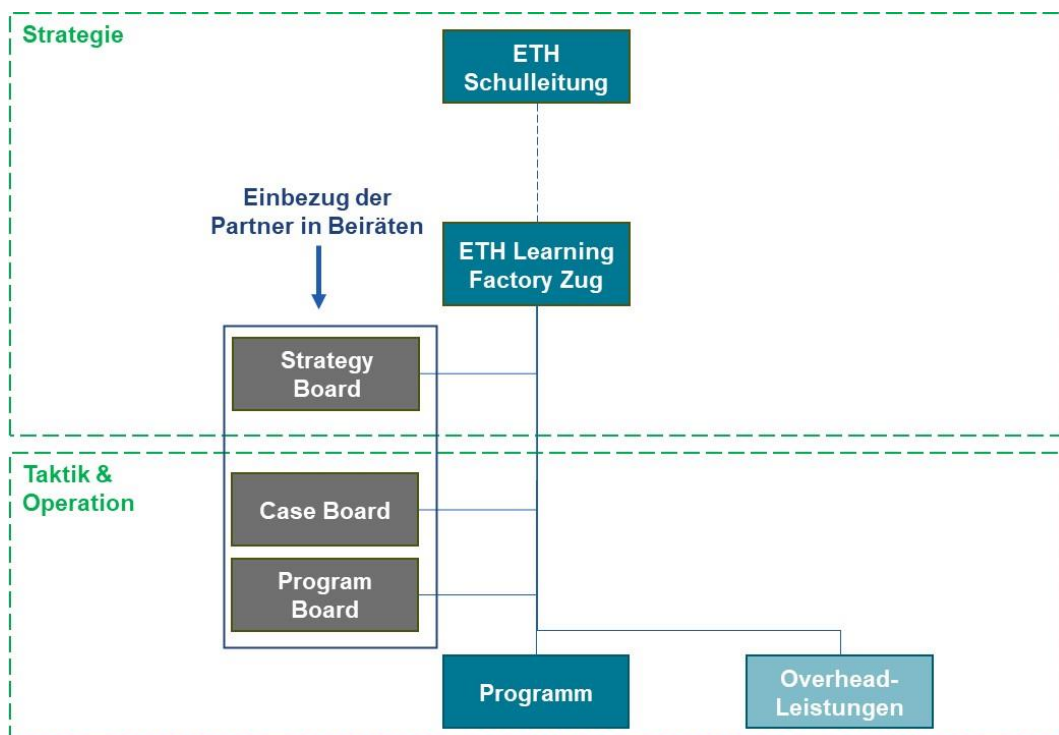 Strategie
ETH
Schulleitung
Einbezug der
Partner in Beiräten
ETH Learning
Factory Zug
Strategy
Board
Taktik &
Operation
Case Board
Program
Board
Programm
Overhead-
Leistungen